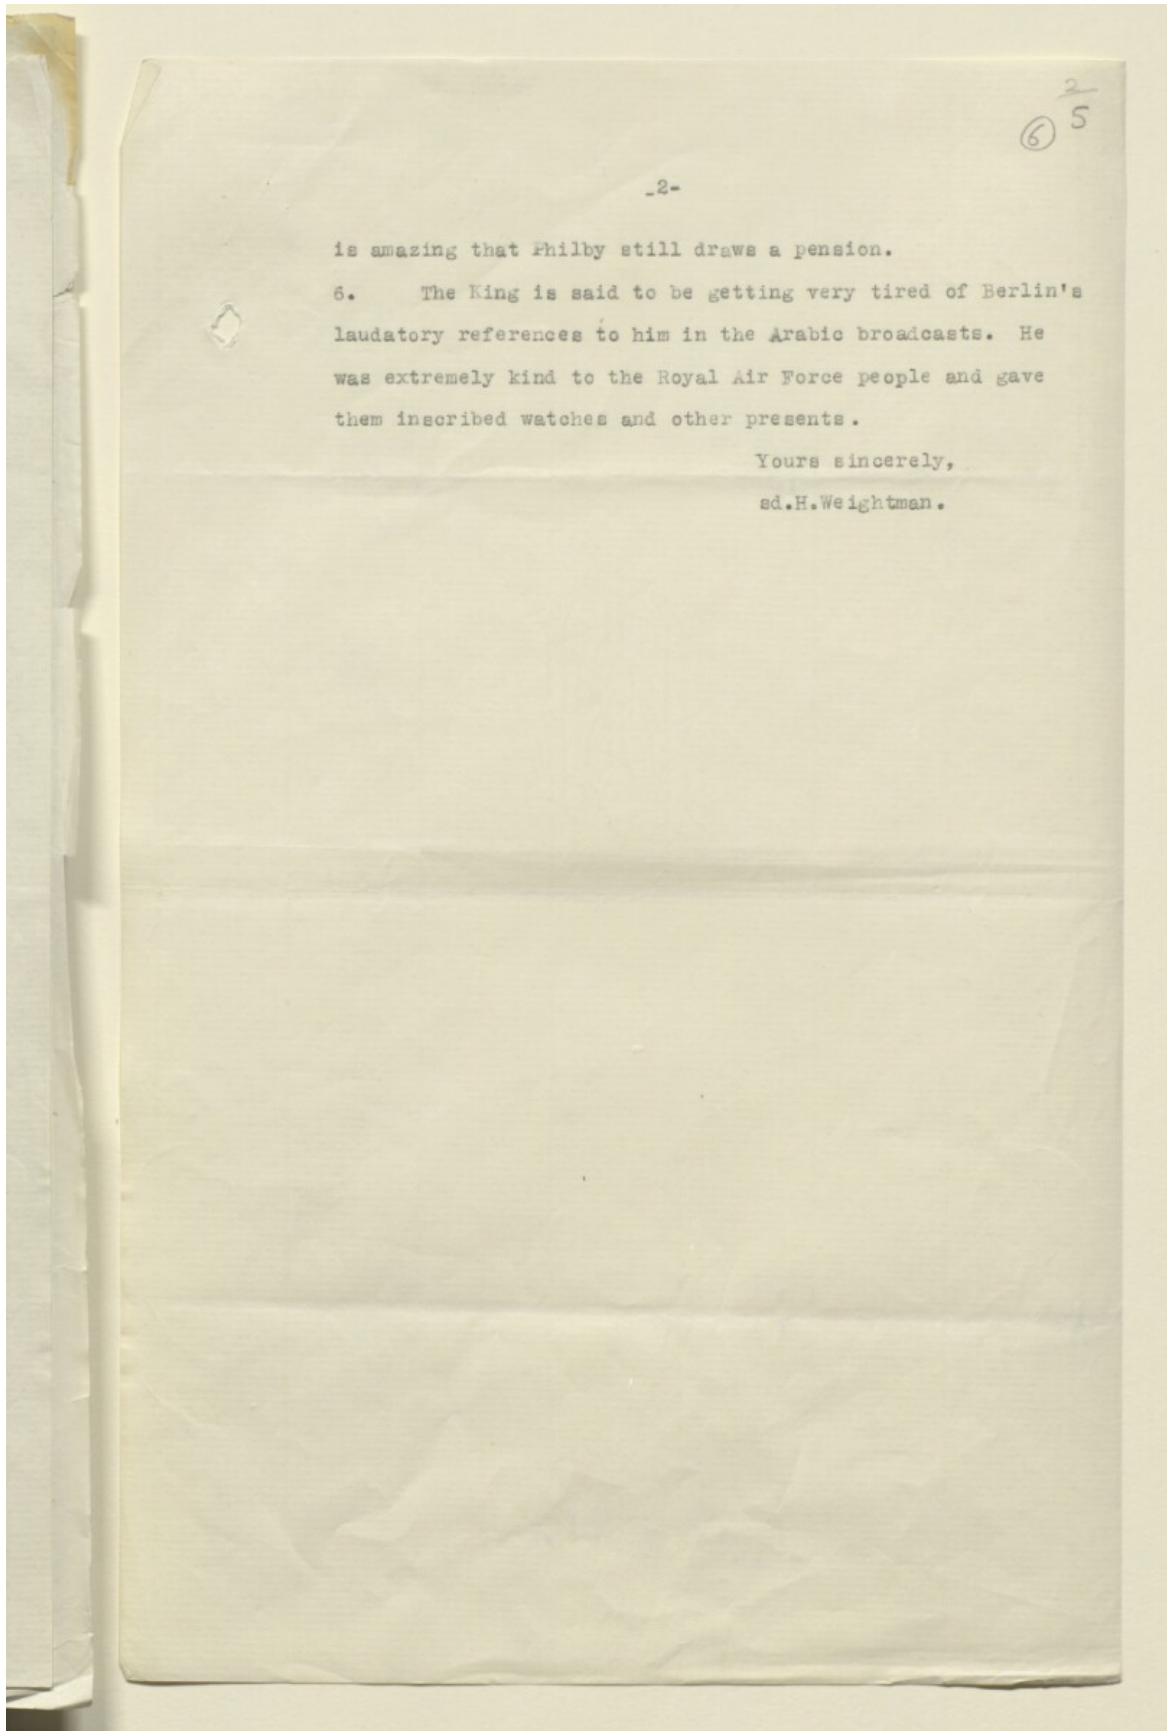 2
5
6
-2-
is amazing that Philby still draws a pension.
6. The King is said to be getting very tired of Berlin's
laudatory references to him in the Arabic broadcasts. He
was extremely kind to the Royal Air Force people and gave
them inscribed watches and other presents.
Yours sincerely,
sd.H.Weightman.